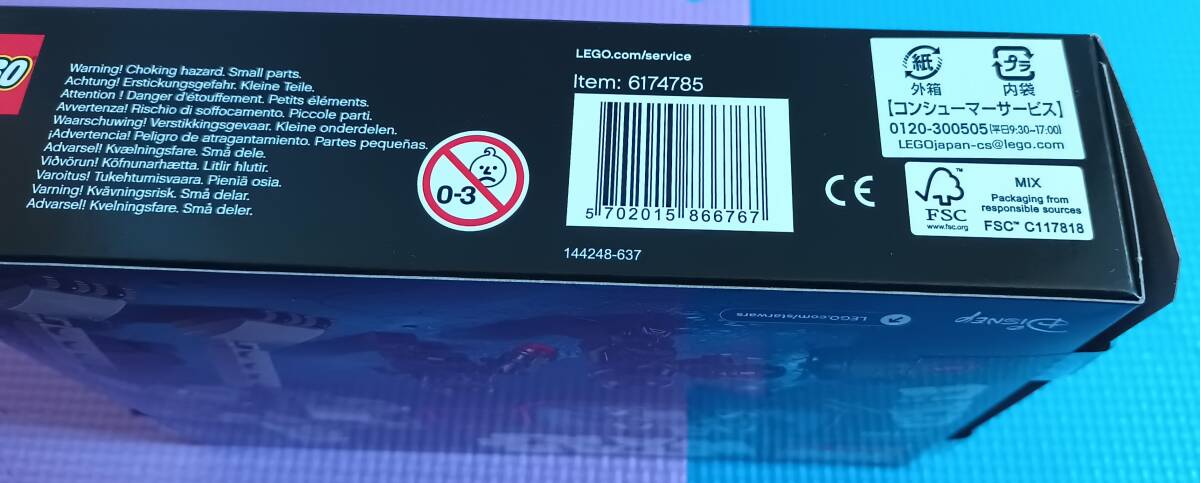 GO
Warning! Choking hazard. Small parts.
Achtung! Erstickungsgefahr. Kleine Teile.
Attention ! Danger d'étouffement. Petits éléments.
Avvertenza! Rischio di soffocamento. Piccole parti.
Waarschuwing! Verstikkingsgevaar. Kleine onderdelen.
¡Advertencia! Peligro de atragantamiento. Partes pequeñas.
Advarsel! Kvælningsfare. Små dele.
Viðvörun! Köfnunarhætta. Litlir hlutir.
Varoitus! Tukehtumisvaara. Pieniä osia.
Varning! Kvävningsrisk. Små delar.
Advarsel! Kvelningsfare. Små deler.
0-3
LEGO.com/service
Item: 6174785
5 702015 866767
144248-637
CE
紙 プラ
外箱 内袋
【コンシューマーサービス】
0120-300505(平日9:30-17:00)
LEGOjapan-cs@lego.com
FSC
www.fsc.org
MIX
Packaging from
responsible sources
FSC™ C117818
LEGO.com/starwars
Disney